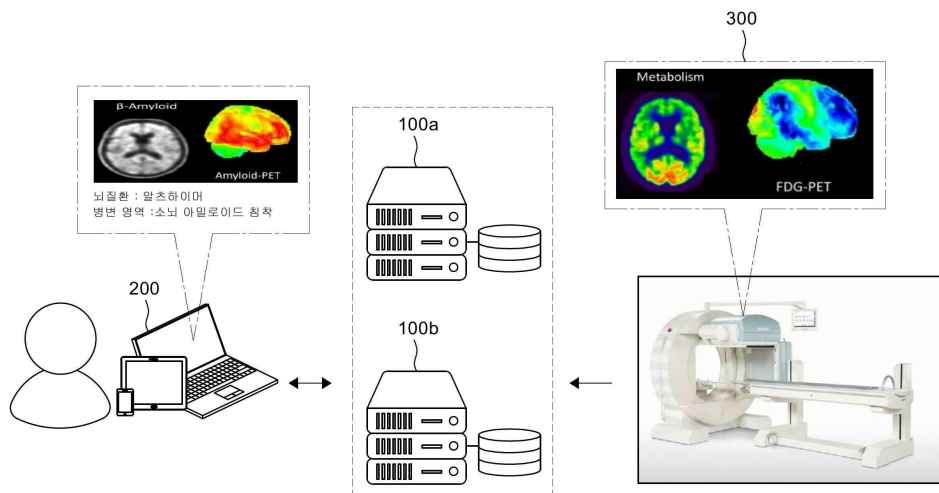 300
β-Amyloid
Amyloid-PET
뇌질환 : 알츠하이머
병변 영역 :소뇌 아밀로이드 침착
100a
Metabolism
FDG-PET
200
100b